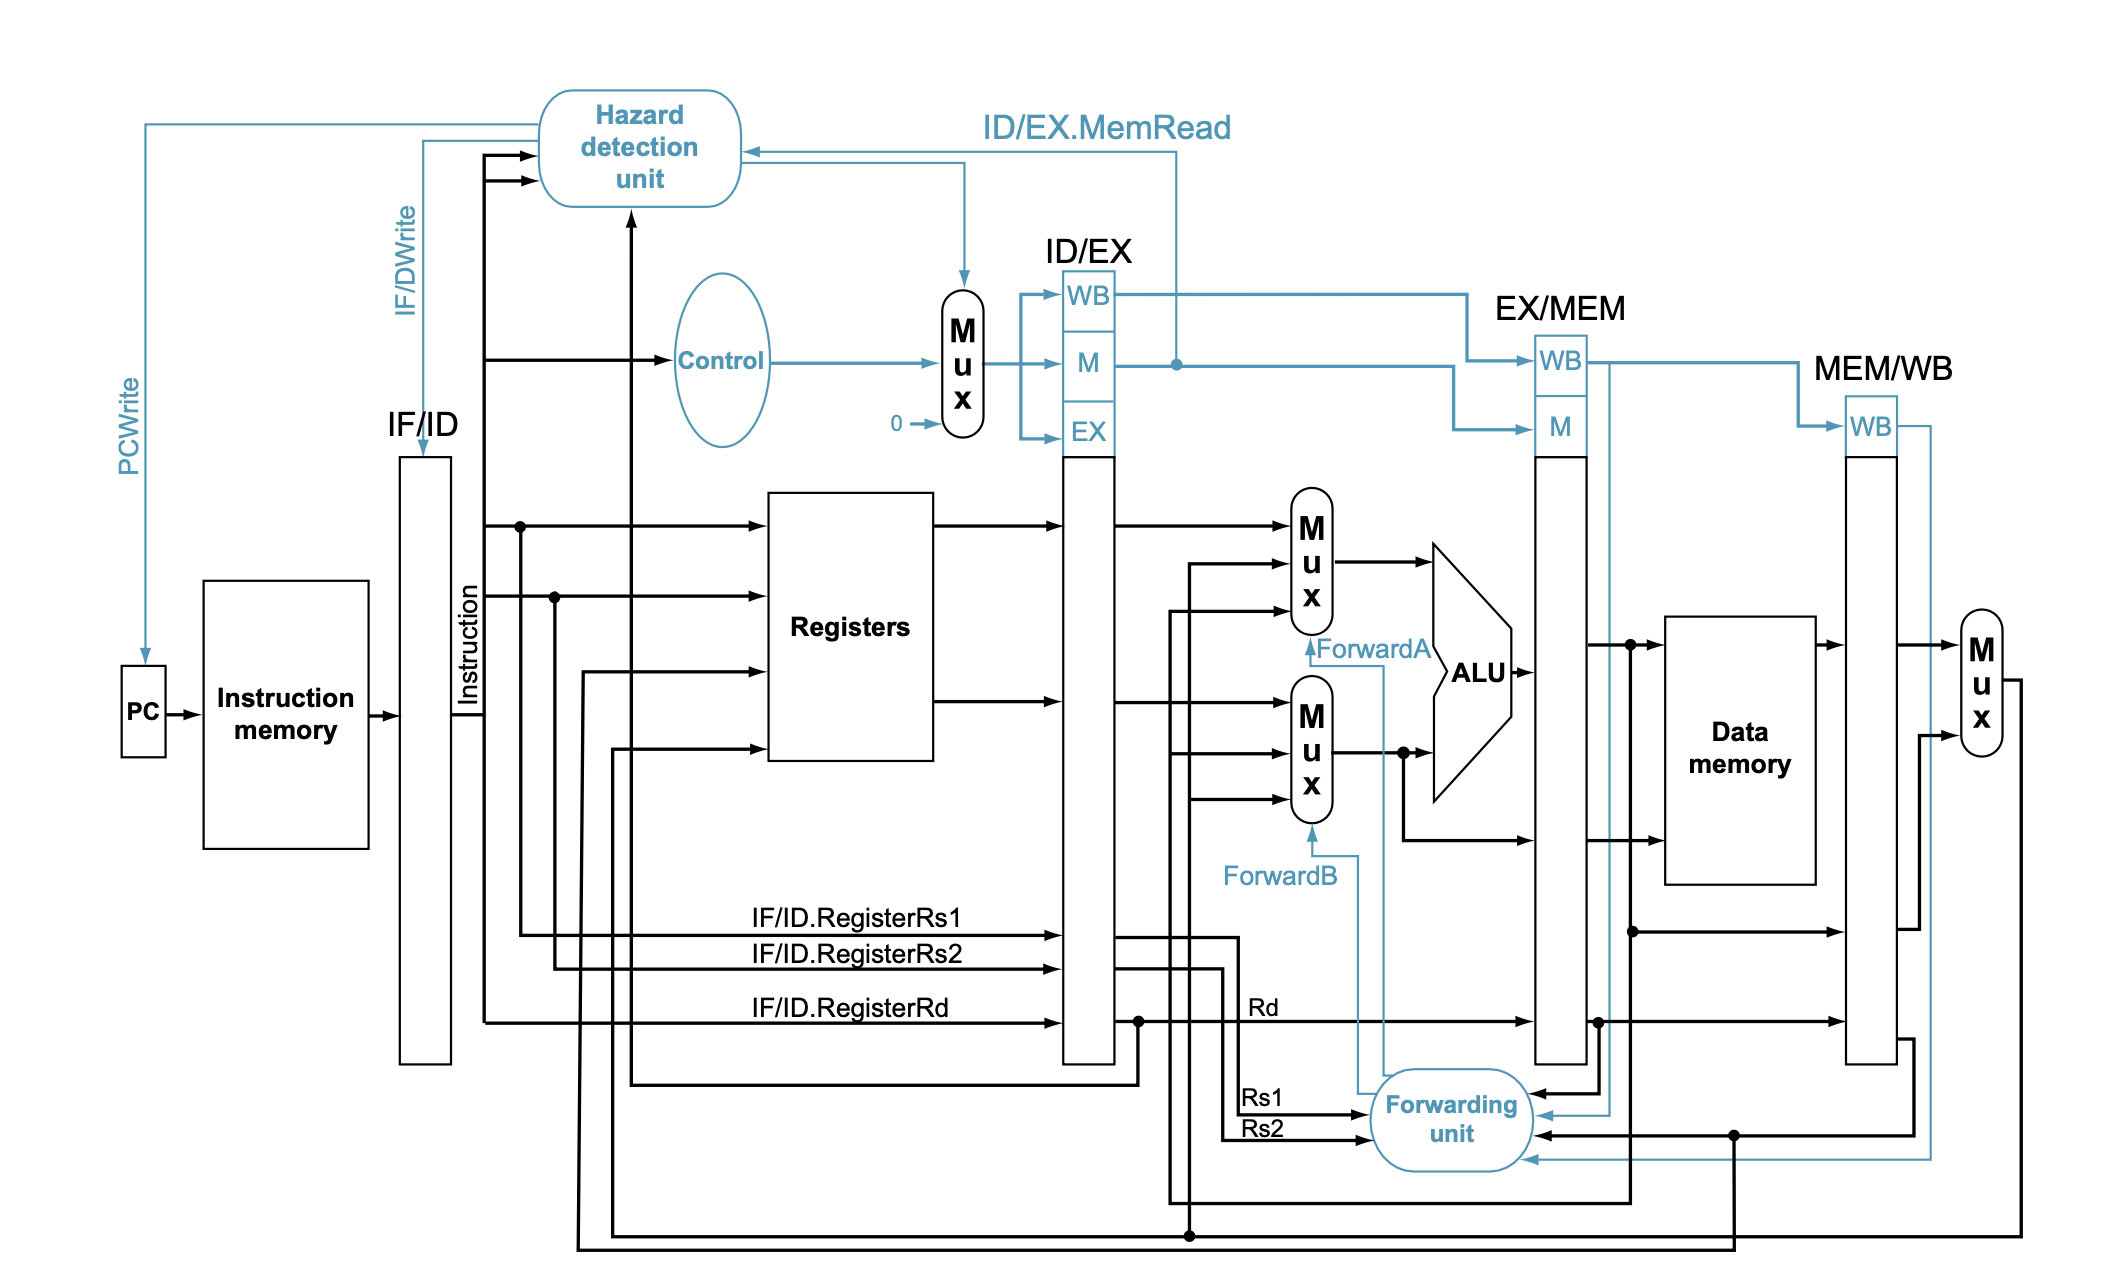 Hazard
detection
unit
ID/EX.MemRead
IF/DWrite
PCWrite
ID/EX
WB
M
EX
EX/MEM
WB
M
MEM/WB
WB
Control
M
u
x
0
IF/ID
PC
Instruction
memory
Instruction
Registers
M
u
x
ForwardA
M
u
x
ForwardB
ALU
Data
memory
M
u
x
IF/ID.RegisterRs1
IF/ID.RegisterRs2
IF/ID.RegisterRd
Rd
Rs1
Rs2
Forwarding
unit